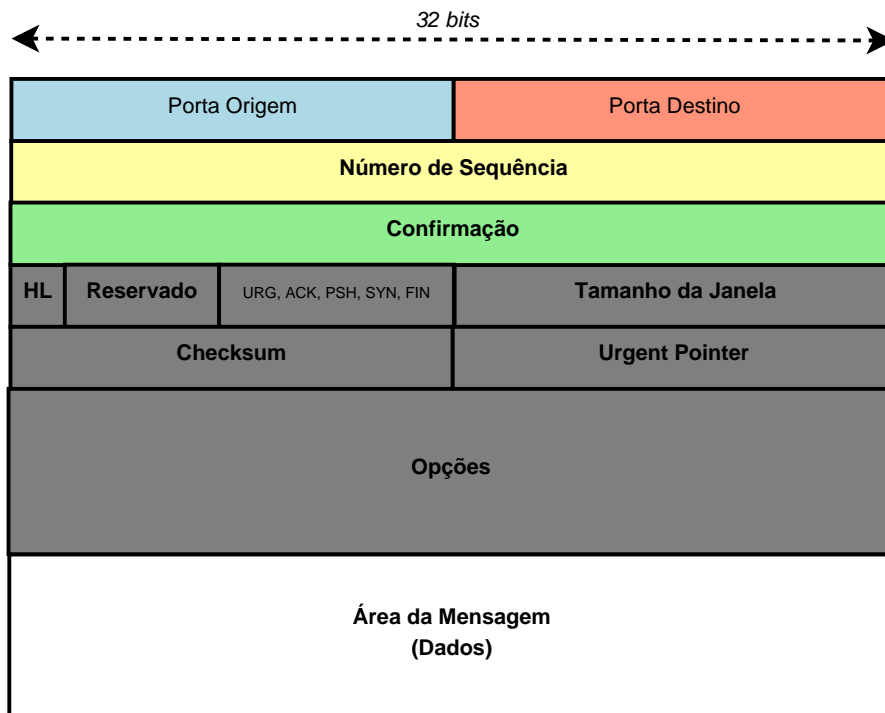 32 bits
Porta Origem
Porta Destino
Número de Sequência
Confirmação
HL
Reservado
URG, ACK, PSH, SYN, FIN
Tamanho da Janela
Checksum
Urgent Pointer
Opções
Área da Mensagem
(Dados)